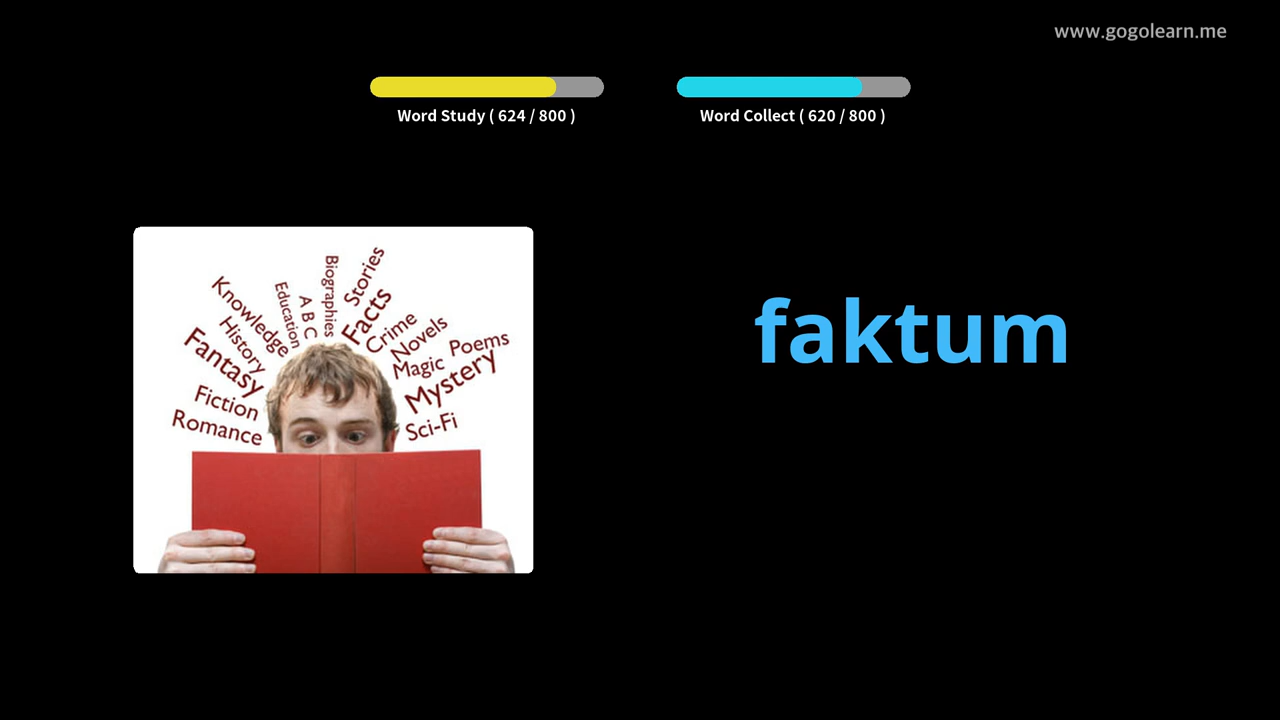 www.gogolearn.me
Word Study ( 624 / 800 )
Word Collect ( 620 / 800 )
faktum
Biographies
Stories
Education
A B C
Facts
Knowledge
History
Crime
Novels
Poems
Fantasy
Magic
Mystery
Fiction
Romance
Sci-Fi